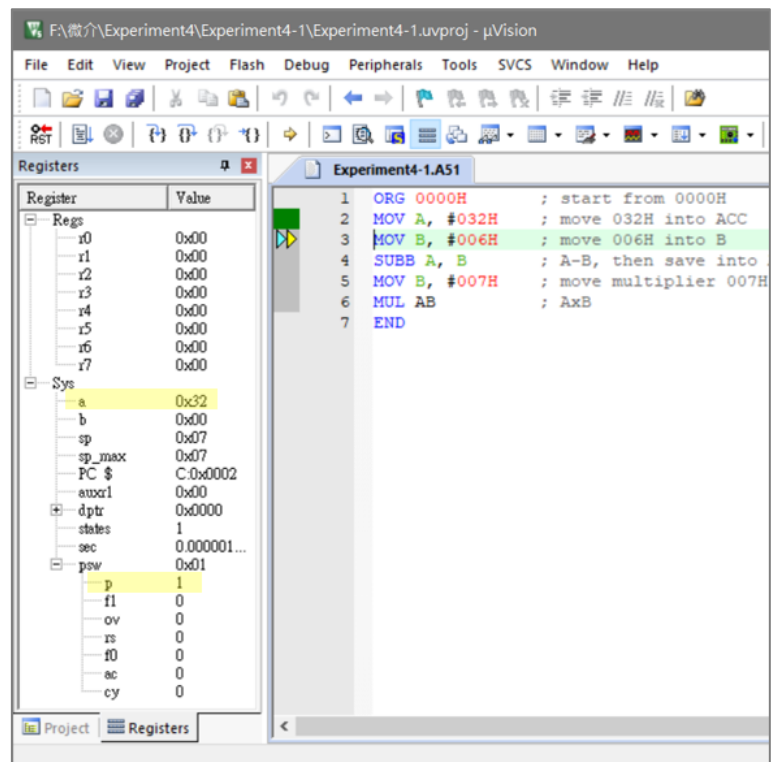 F:\微介\Experiment4\Experiment4-1\Experiment4-1.uvproj - µVision
File Edit View Project Flash Debug Peripherals Tools SVCS Window Help
RST
Registers
Experiment4-1.A51
Register Value
Regs
r0 0x00
r1 0x00
r2 0x00
r3 0x00
r4 0x00
r5 0x00
r6 0x00
r7 0x00
Sys
a 0x32
b 0x00
sp 0x07
sp_max 0x07
PC $ C:0x0002
auxr1 0x00
dptr 0x0000
states 1
sec 0.000001...
psw 0x01
p 1
f1 0
ov 0
rs 0
f0 0
ac 0
cy 0
1 ORG 0000H ; start from 0000H
2 MOV A, #032H ; move 032H into ACC
3 MOV B, #006H ; move 006H into B
4 SUBB A, B ; A-B, then save into
5 MOV B, #007H ; move multiplier 007H
6 MUL AB ; AxB
7 END
Project Registers